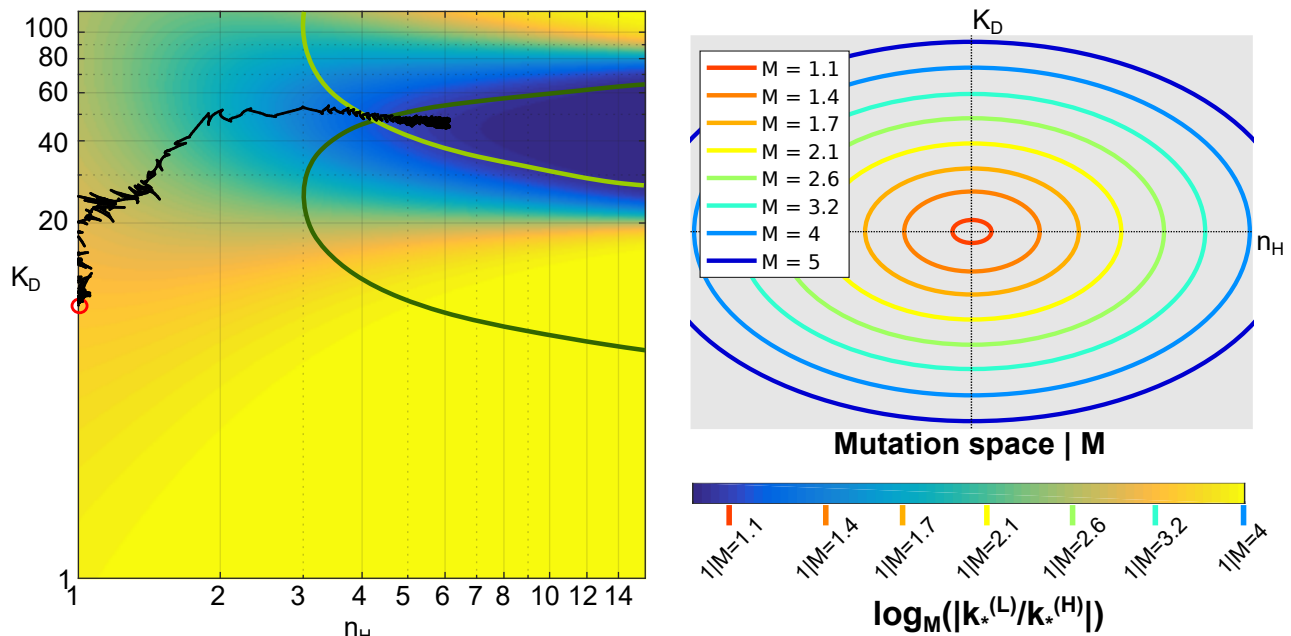 100
80
60
40
20
K_D
1
1
2
3
4
5
6
7
8
10
12
14
n_H
K_D
M = 1.1
M = 1.4
M = 1.7
M = 2.1
M = 2.6
M = 3.2
M = 4
M = 5
n_H
Mutation space | M
1|M=1.1
1|M=1.4
1|M=1.7
1|M=2.1
1|M=2.6
1|M=3.2
1|M=4
log_M(|k_*^(L)/k_*^(H)|)